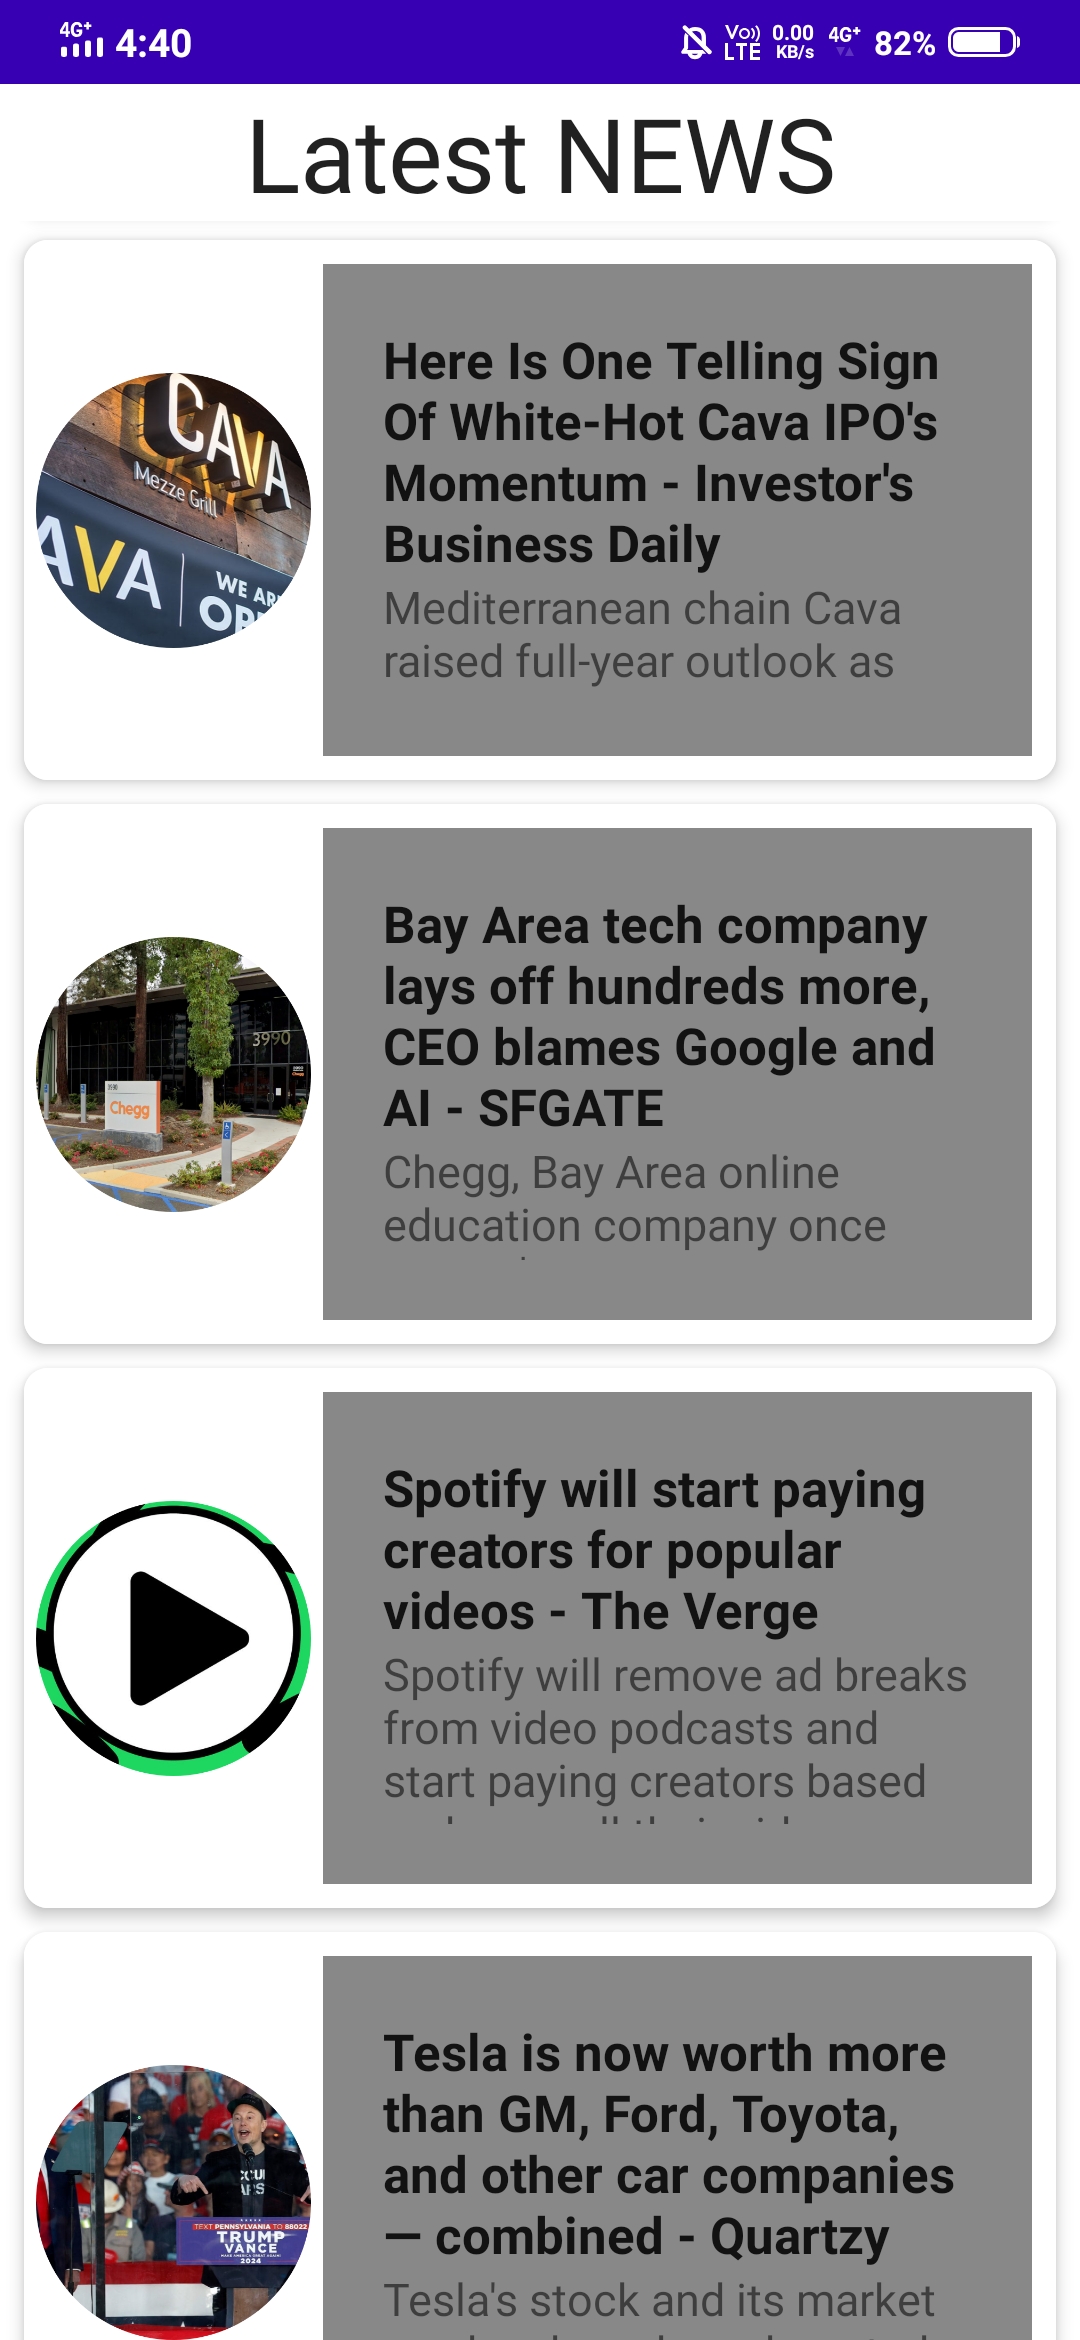 4G+ 4:40 Vo)) LTE 0.00 KB/s 4G+ 82%
Latest NEWS
Here Is One Telling Sign
Of White-Hot Cava IPO's
Momentum - Investor's
Business Daily
Mediterranean chain Cava
raised full-year outlook as
CAVA
Mezze Grill
AVA
WE AR
OP
Bay Area tech company
lays off hundreds more,
CEO blames Google and
AI - SFGATE
Chegg, Bay Area online
education company once
3990
Chegg
Spotify will start paying
creators for popular
videos - The Verge
Spotify will remove ad breaks
from video podcasts and
start paying creators based
Tesla is now worth more
than GM, Ford, Toyota,
and other car companies
— combined - Quartzy
Tesla's stock and its market
TEXT PENNSYLVANIA TO 88022
TRUMP
VANCE
MAKE AMERICA GREAT AGAIN!
2024